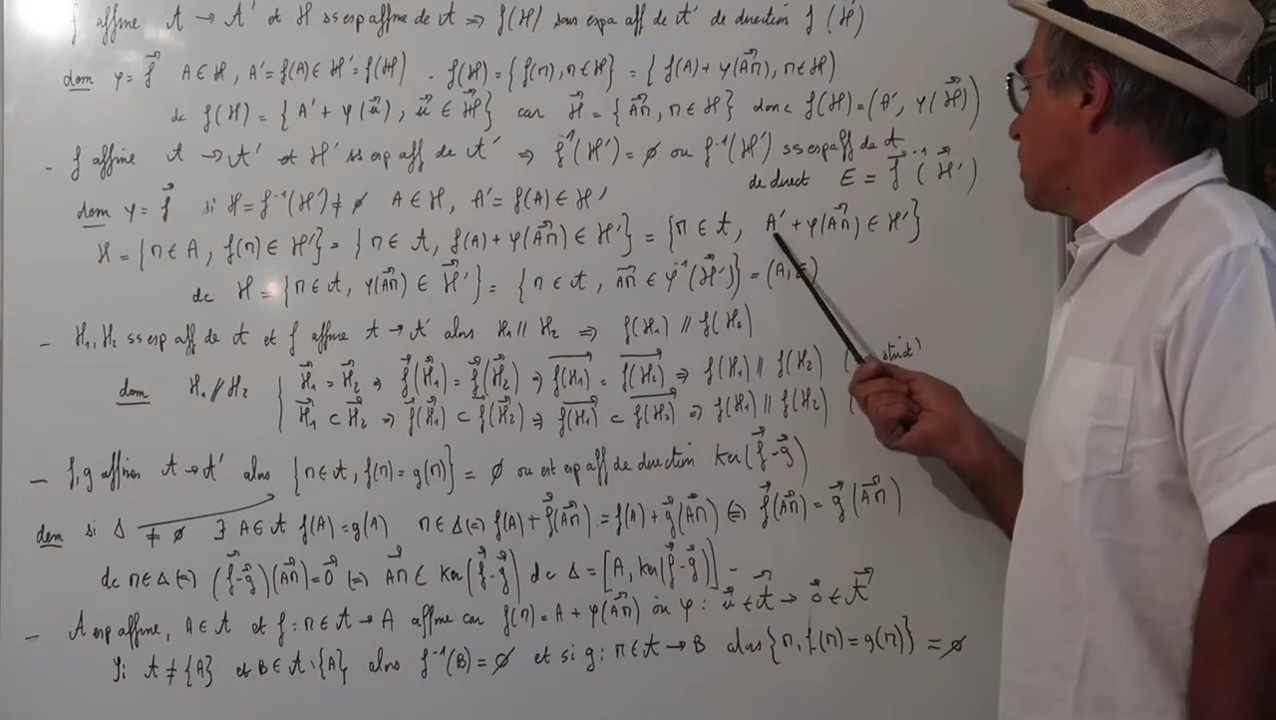 f affine 𝓐 → 𝓐' et 𝓗 ss esp affine de 𝓐 ⇒ f(𝓗) sous espa aff de 𝓐' de direction f⃗(𝓗⃗)
dem φ = f⃗ A ∈ 𝓗, A' = f(A) ∈ 𝓗' = f(𝓗) - f(𝓗) = {f(M), M ∈ 𝓗} = {f(A) + φ(AM⃗), M ∈ 𝓗}
dc f(𝓗) = {A' + φ(u⃗), u⃗ ∈ 𝓗⃗} car 𝓗⃗ = {AM⃗, M ∈ 𝓗} donc f(𝓗) = (A', φ(𝓗⃗))
- f affine 𝓐 → 𝓐' et 𝓗' ss esp aff de 𝓐' ⇒ f⁻¹(𝓗') = ∅ ou f⁻¹(𝓗') ss esp aff de 𝓐
de direct E = f⃗⁻¹(𝓗⃗')
dem φ = f⃗ si 𝓗 = f⁻¹(𝓗') ≠ ∅ A ∈ 𝓗, A' = f(A) ∈ 𝓗'
𝓗 = {M ∈ A, f(M) ∈ 𝓗'} = {M ∈ 𝓐, f(A) + φ(AM⃗) ∈ 𝓗'} = {M ∈ 𝓐, A' + φ(AM⃗) ∈ 𝓗'}
dc 𝓗 = {M ∈ 𝓐, φ(AM⃗) ∈ 𝓗⃗'} = {M ∈ 𝓐, AM⃗ ∈ φ⁻¹(𝓗⃗')} = (A, E)
- 𝓗₁, 𝓗₂ ss esp aff de 𝓐 et f affine 𝓐 → 𝓐' alors 𝓗₁ // 𝓗₂ ⇒ f(𝓗₁) // f(𝓗₂)
dem 𝓗₁ // 𝓗₂ { 𝓗⃗₁ = 𝓗⃗₂ ⇒ f⃗(𝓗⃗₁) = f⃗(𝓗⃗₂) ⇒ f(𝓗₁)⃗ = f(𝓗₂)⃗ ⇒ f(𝓗₁) // f(𝓗₂) ( strict)
𝓗⃗₁ ⊂ 𝓗⃗₂ ⇒ f⃗(𝓗⃗₁) ⊂ f⃗(𝓗⃗₂) ⇒ f(𝓗₁)⃗ ⊂ f(𝓗₂)⃗ ⇒ f(𝓗₁) // f(𝓗₂) (
- f, g affines 𝓐 → 𝓐' alors {M ∈ 𝓐, f(M) = g(M)} = ∅ ou est esp aff de direction Ker(f⃗-g⃗)
dem si Δ ≠ ∅ ∃ A ∈ 𝓐 f(A) = g(A) M ∈ Δ ⇔ f(A) + f⃗(AM⃗) = f(A) + g⃗(AM⃗) ⇔ f⃗(AM⃗) = g⃗(AM⃗)
dc M ∈ Δ ⇔ (f⃗-g⃗)(AM⃗) = 0⃗ ⇔ AM⃗ ∈ Ker(f⃗-g⃗) dc Δ = [A, Ker(f⃗-g⃗)] -
- 𝓐 esp affine, A ∈ 𝓐 et f : M ∈ 𝓐 → A affine car f(M) = A + φ(AM⃗) où φ : u⃗ ∈ 𝓐⃗ → 0⃗ ∈ 𝓐⃗
Si 𝓐 ≠ {A} et B ∈ 𝓐∖{A} alors f⁻¹(B) = ∅ et si g : M ∈ 𝓐 → B alors {M, f(M) = g(M)} = ∅